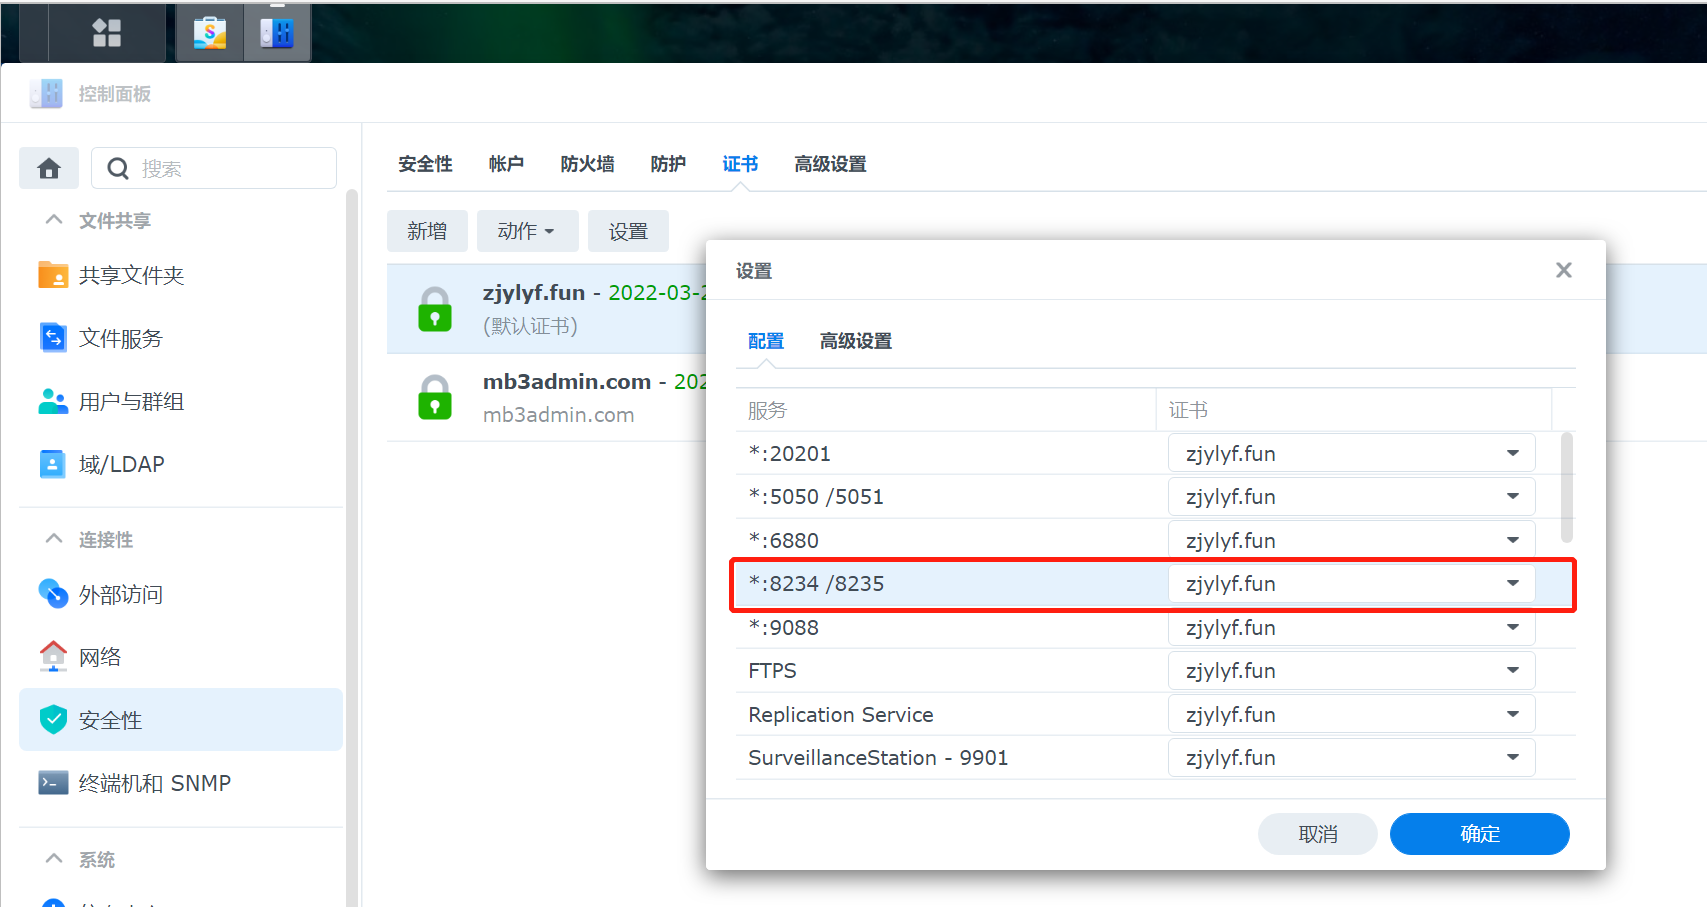 控制面板
搜索
文件共享
共享文件夹
文件服务
用户与群组
域/LDAP
连接性
外部访问
网络
安全性
终端机和 SNMP
系统
安全性 帐户 防火墙 防护 证书 高级设置
新增 动作 设置
zjylyf.fun - 2022-03-2
(默认证书)
mb3admin.com - 202
mb3admin.com
设置
配置 高级设置
服务 证书
*:20201 zjylyf.fun
*:5050 /5051 zjylyf.fun
*:6880 zjylyf.fun
*:8234 /8235 zjylyf.fun
*:9088 zjylyf.fun
FTPS zjylyf.fun
Replication Service zjylyf.fun
SurveillanceStation - 9901 zjylyf.fun
取消 确定